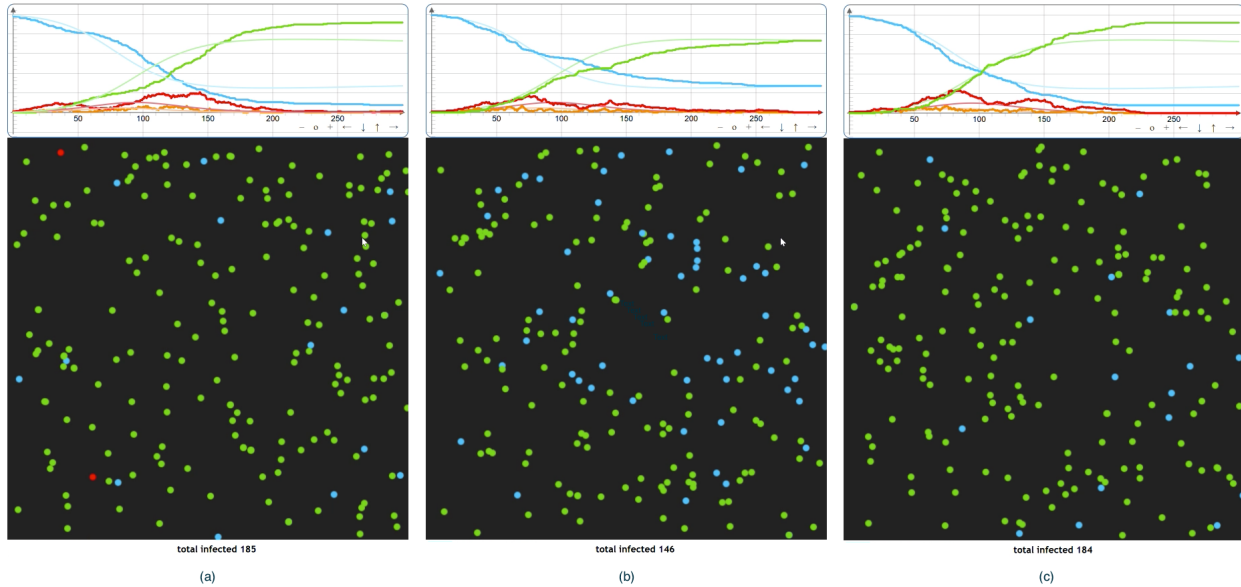 50 100 150 200 250
– o + ← ↓ ↑ →
50 100 150 200 250
– o + ← ↓ ↑ →
50 100 150 200 250
– o + ← ↓ ↑ →
total infected 185
total infected 146
total infected 184
(a)
(b)
(c)